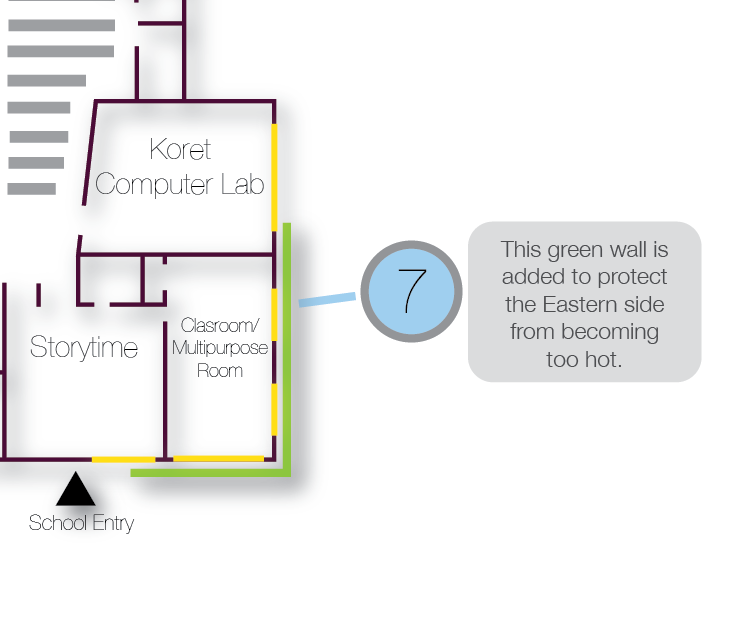 Koret
Computer Lab
Storytime
Clasroom/
Multipurpose
Room
School Entry
7
This green wall is
added to protect
the Eastern side
from becoming
too hot.